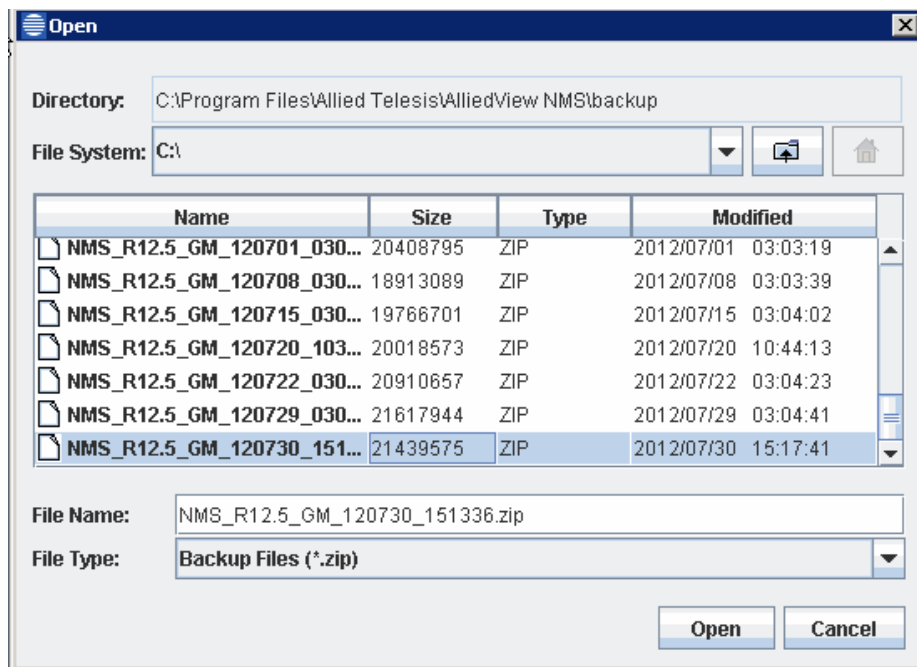 Open
Directory: C:\Program Files\Allied Telesis\AlliedView NMS\backup
File System: C:\
Name Size Type Modified
NMS_R12.5_GM_120701_030... 20408795 ZIP 2012/07/01 03:03:19
NMS_R12.5_GM_120708_030... 18913089 ZIP 2012/07/08 03:03:39
NMS_R12.5_GM_120715_030... 19766701 ZIP 2012/07/15 03:04:02
NMS_R12.5_GM_120720_103... 20018573 ZIP 2012/07/20 10:44:13
NMS_R12.5_GM_120722_030... 20910657 ZIP 2012/07/22 03:04:23
NMS_R12.5_GM_120729_030... 21617944 ZIP 2012/07/29 03:04:41
NMS_R12.5_GM_120730_151... 21439575 ZIP 2012/07/30 15:17:41
File Name: NMS_R12.5_GM_120730_151336.zip
File Type: Backup Files (*.zip)
Open Cancel